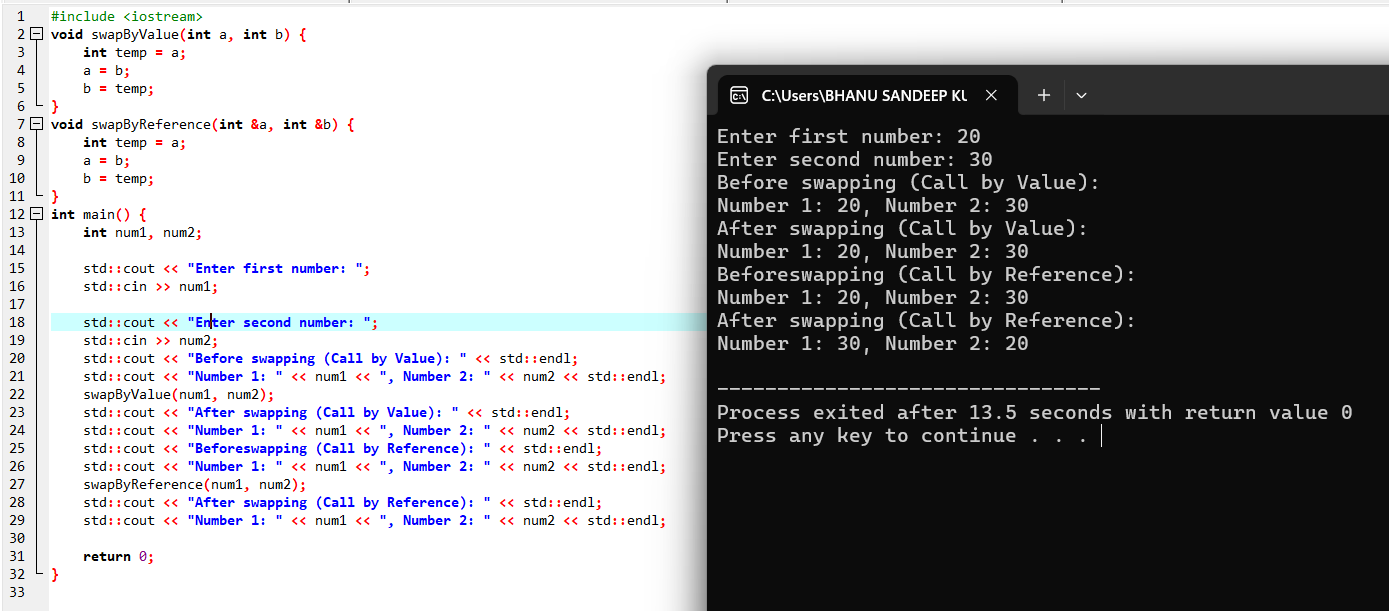 1 #include <iostream>
2 void swapByValue(int a, int b) {
3 int temp = a;
4 a = b;
5 b = temp;
6 }
7 void swapByReference(int &a, int &b) {
8 int temp = a;
9 a = b;
10 b = temp;
11 }
12 int main() {
13 int num1, num2;
14
15 std::cout << "Enter first number: ";
16 std::cin >> num1;
17
18 std::cout << "Enter second number: ";
19 std::cin >> num2;
20 std::cout << "Before swapping (Call by Value): " << std::endl;
21 std::cout << "Number 1: " << num1 << ", Number 2: " << num2 << std::endl;
22 swapByValue(num1, num2);
23 std::cout << "After swapping (Call by Value): " << std::endl;
24 std::cout << "Number 1: " << num1 << ", Number 2: " << num2 << std::endl;
25 std::cout << "Beforeswapping (Call by Reference): " << std::endl;
26 std::cout << "Number 1: " << num1 << ", Number 2: " << num2 << std::endl;
27 swapByReference(num1, num2);
28 std::cout << "After swapping (Call by Reference): " << std::endl;
29 std::cout << "Number 1: " << num1 << ", Number 2: " << num2 << std::endl;
30
31 return 0;
32 }
33
C:\Users\BHANU SANDEEP KU
Enter first number: 20
Enter second number: 30
Before swapping (Call by Value):
Number 1: 20, Number 2: 30
After swapping (Call by Value):
Number 1: 20, Number 2: 30
Beforeswapping (Call by Reference):
Number 1: 20, Number 2: 30
After swapping (Call by Reference):
Number 1: 30, Number 2: 20
--------------------------------
Process exited after 13.5 seconds with return value 0
Press any key to continue . . .